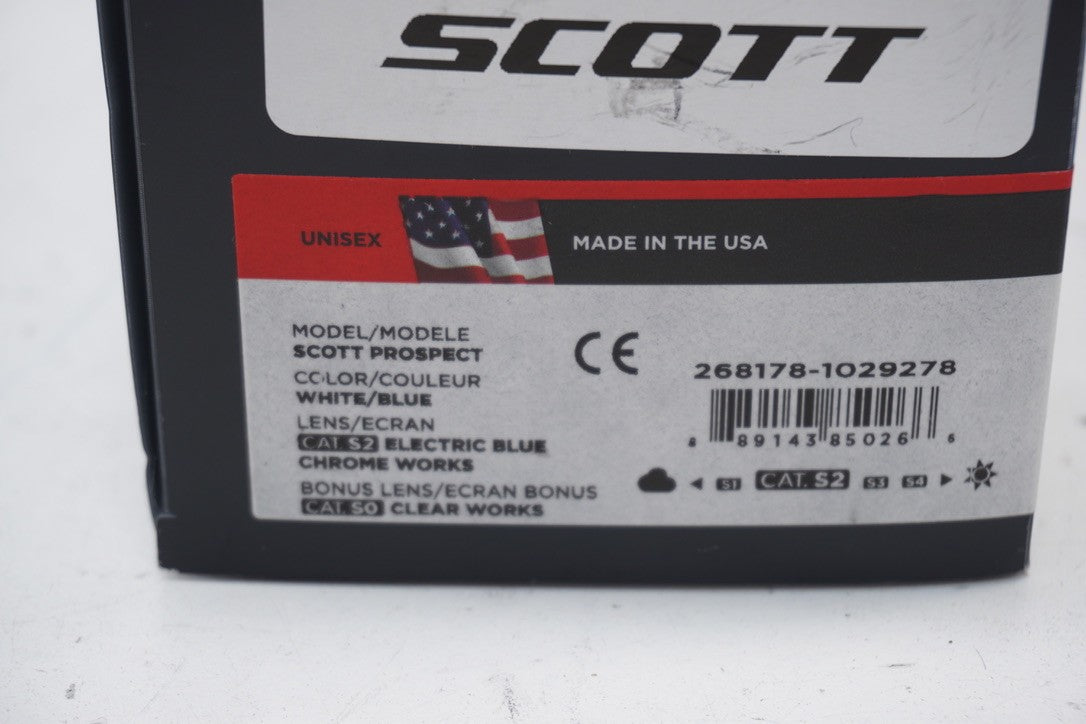 SCOTT
UNISEX
MADE IN THE USA
MODEL/MODELE
SCOTT PROSPECT
COLOR/COULEUR
WHITE/BLUE
LENS/ECRAN
CAT. S2 ELECTRIC BLUE
CHROME WORKS
BONUS LENS/ECRAN BONUS
CAT. S0 CLEAR WORKS
CE
268178-1029278
8 89143 85026 6
S1 CAT. S2 S3 S4